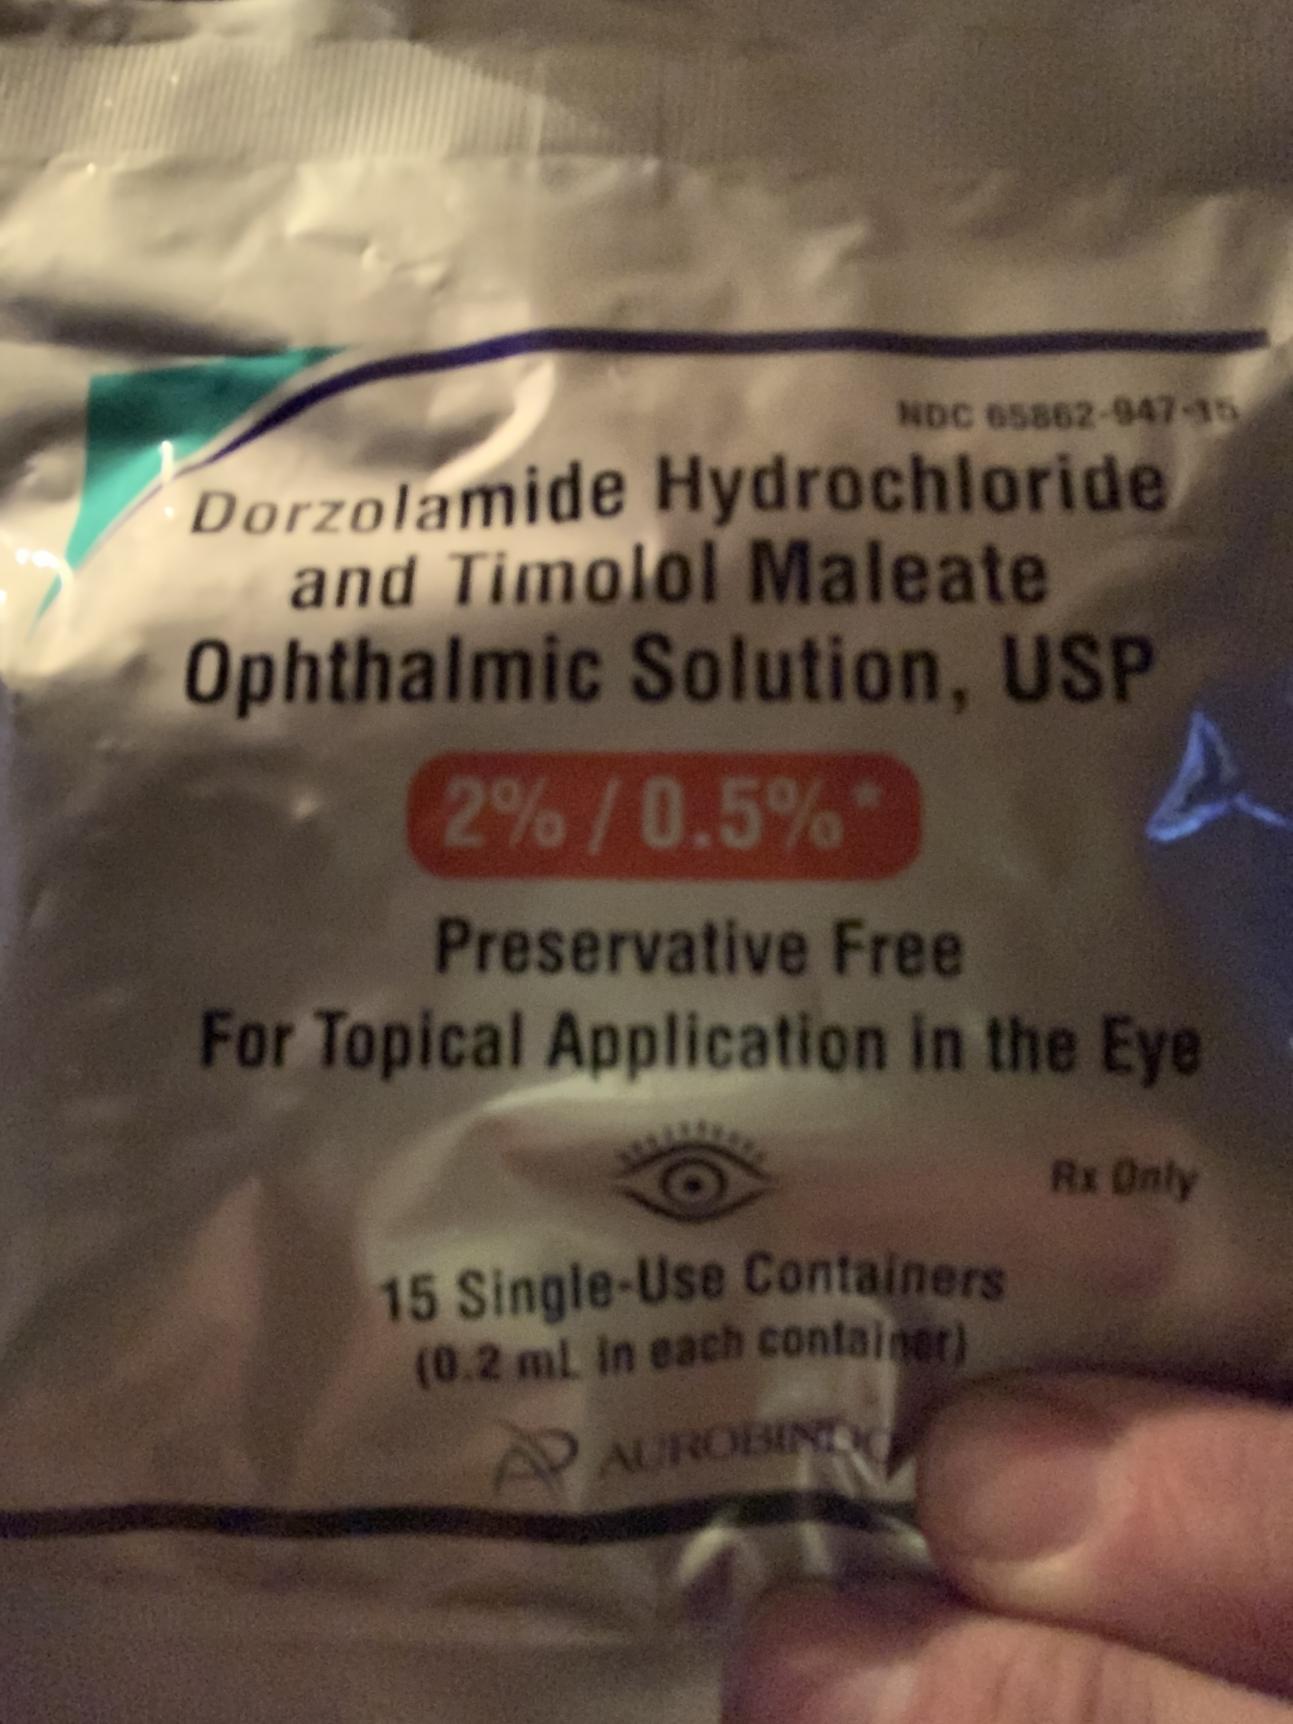 NDC 65862-947-15
Dorzolamide Hydrochloride
and Timolol Maleate
Ophthalmic Solution, USP
2% / 0.5%*
Preservative Free
For Topical Application in the Eye
Rx Only
15 Single-Use Containers
(0.2 mL in each container)
AUROBINDO